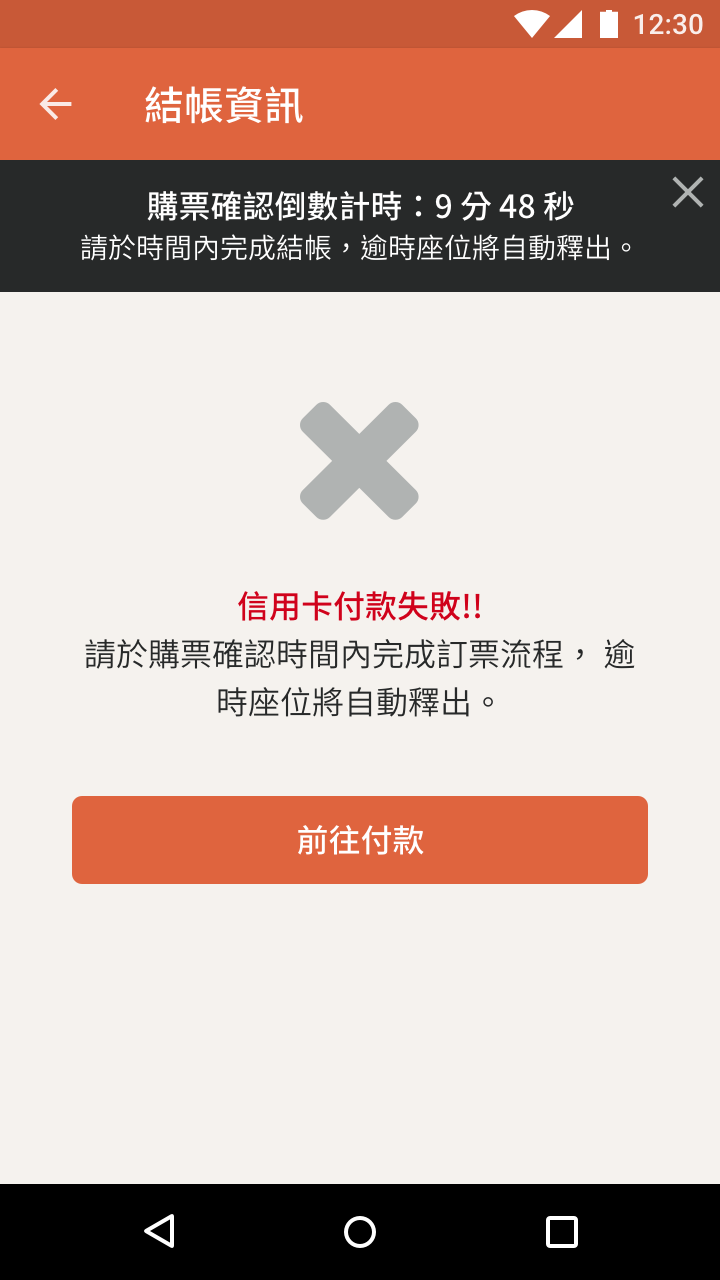 12:30
結帳資訊
購票確認倒數計時：9 分 48 秒
請於時間內完成結帳，逾時座位將自動釋出。
信用卡付款失敗!!
請於購票確認時間內完成訂票流程， 逾
時座位將自動釋出。
前往付款